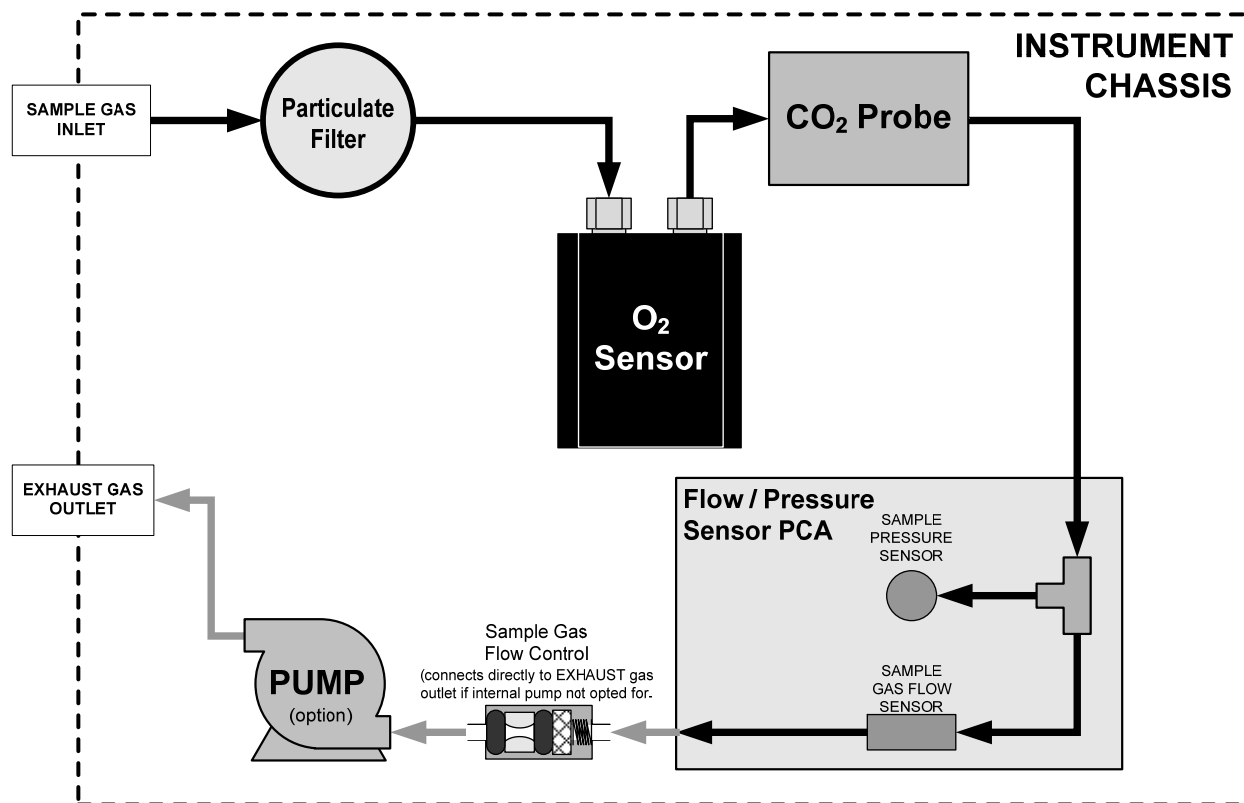 INSTRUMENT
CHASSIS
SAMPLE GAS
INLET
Particulate
Filter
CO₂ Probe
O₂
Sensor
EXHAUST GAS
OUTLET
Flow / Pressure
Sensor PCA
SAMPLE
PRESSURE
SENSOR
Sample Gas
Flow Control
(connects directly to EXHAUST gas
outlet if internal pump not opted for-
SAMPLE
GAS FLOW
SENSOR
PUMP
(option)